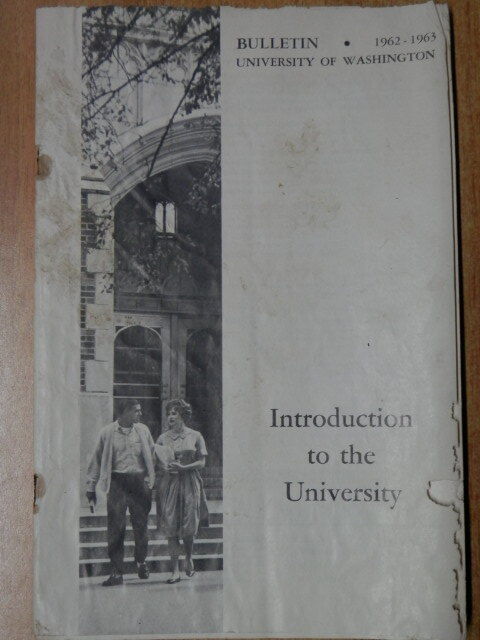 BULLETIN • 1962-1963
UNIVERSITY OF WASHINGTON
Introduction
to the
University